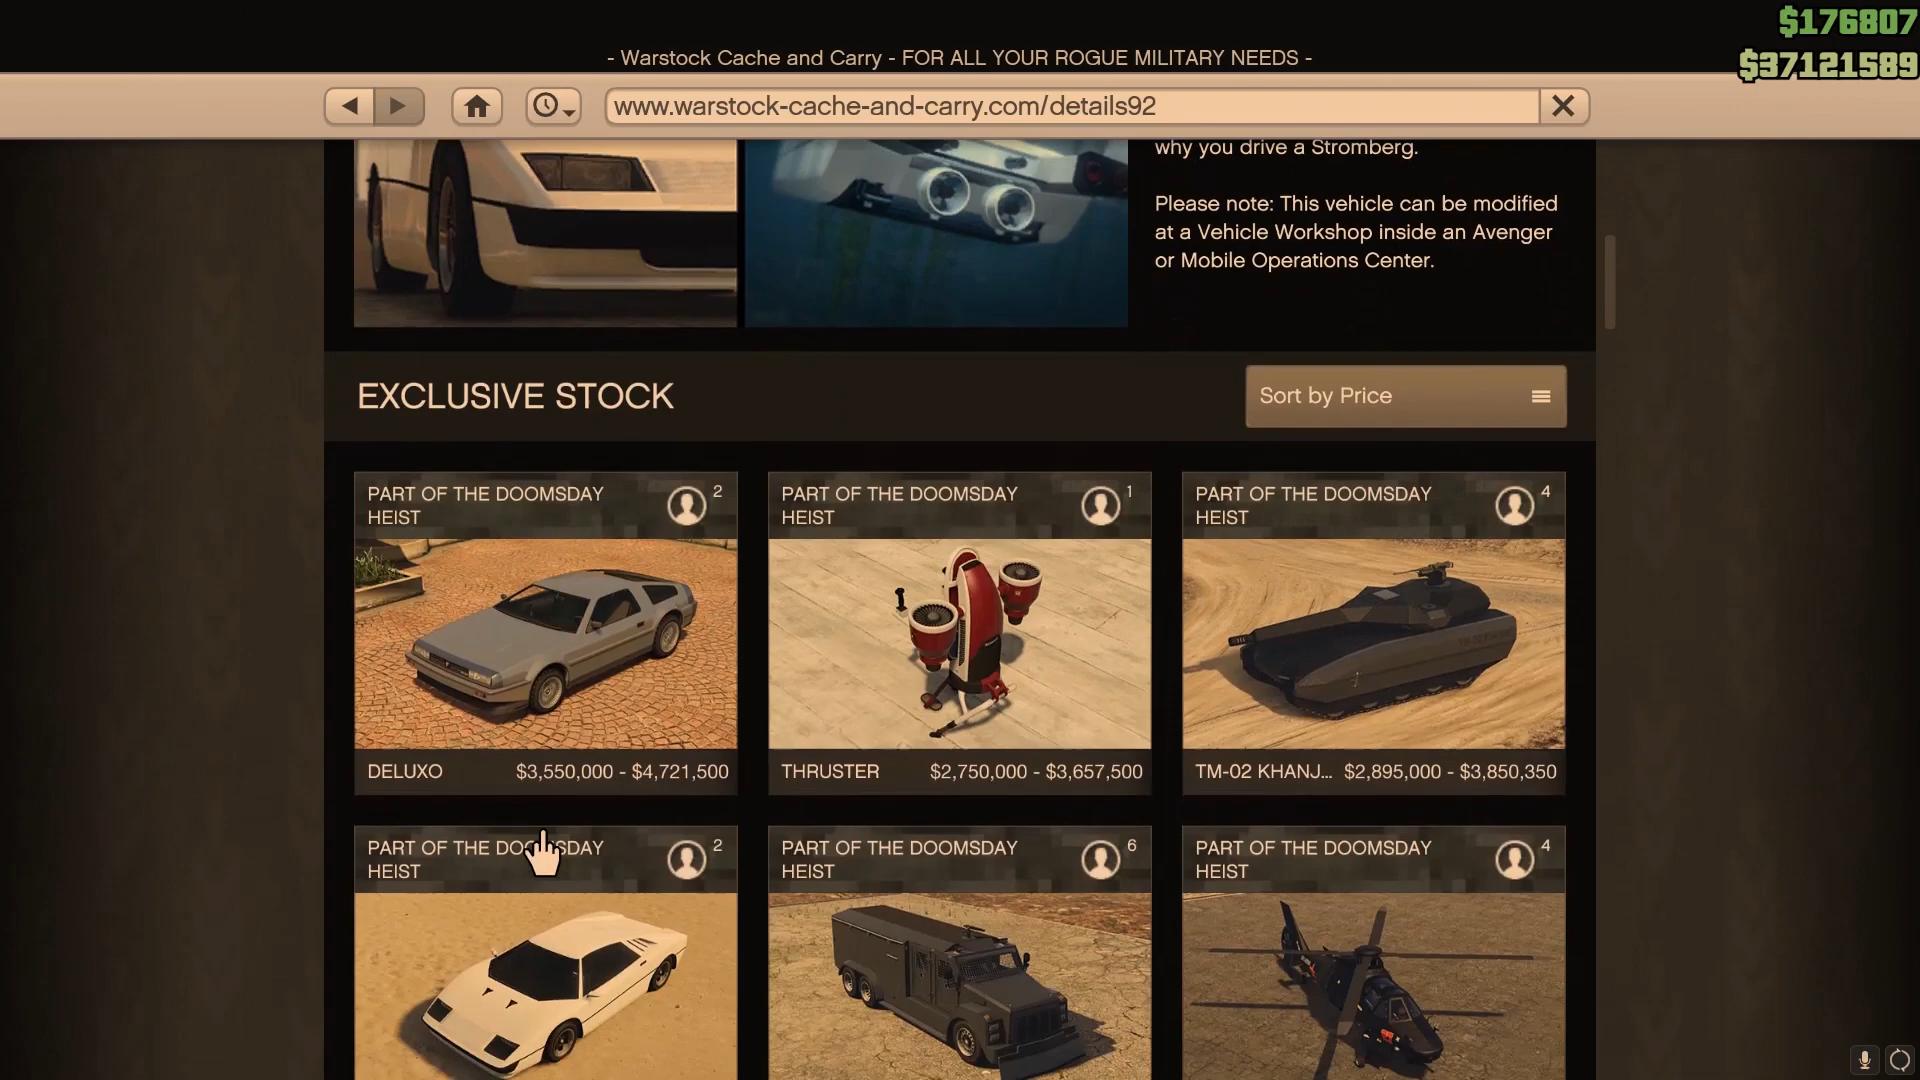 $176807
- Warstock Cache and Carry - FOR ALL YOUR ROGUE MILITARY NEEDS -
$37121589
www.warstock-cache-and-carry.com/details92
why you drive a Stromberg.
Please note: This vehicle can be modified
at a Vehicle Workshop inside an Avenger
or Mobile Operations Center.
EXCLUSIVE STOCK
Sort by Price
PART OF THE DOOMSDAY
HEIST
2
PART OF THE DOOMSDAY
HEIST
1
PART OF THE DOOMSDAY
HEIST
4
DELUXO $3,550,000 - $4,721,500
THRUSTER $2,750,000 - $3,657,500
TM-02 KHANJ... $2,895,000 - $3,850,350
PART OF THE DOOMSDAY
HEIST
2
PART OF THE DOOMSDAY
HEIST
6
PART OF THE DOOMSDAY
HEIST
4